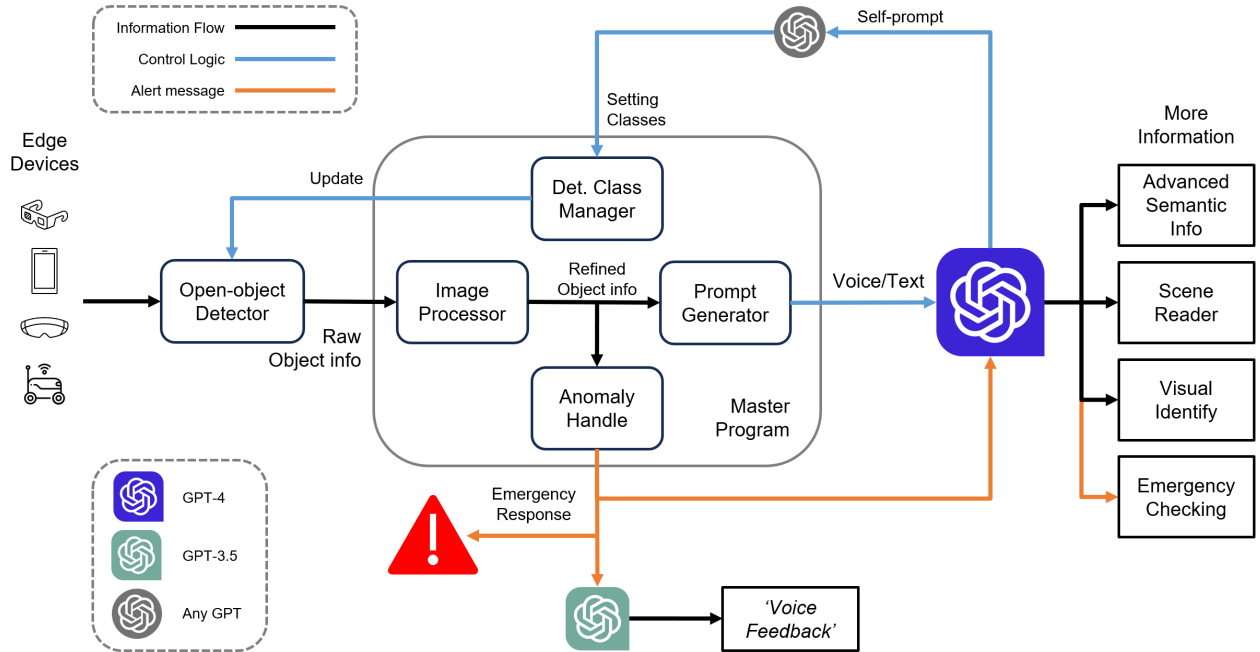 Information Flow
Control Logic
Alert message
Self-prompt
Setting
Classes
More
Information
Edge
Devices
Update
Det. Class
Manager
Advanced
Semantic
Info
Open-object
Detector
Image
Processor
Refined
Object info
Prompt
Generator
Voice/Text
Scene
Reader
Raw
Object info
Anomaly
Handle
Master
Program
Visual
Identify
Emergency
Response
Emergency
Checking
GPT-4
GPT-3.5
Any GPT
‘Voice
Feedback’